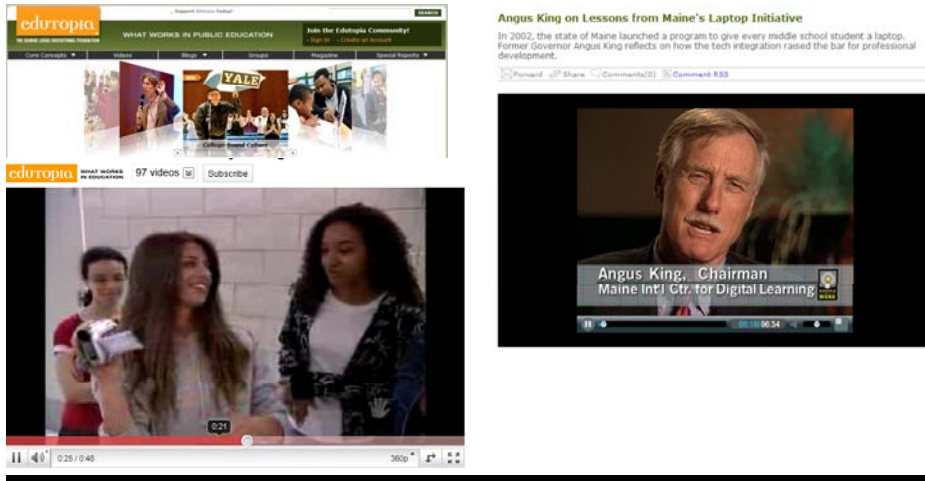 Support Edutopia Today!
SEARCH
edutopia
THE GEORGE LUCAS EDUCATIONAL FOUNDATION
WHAT WORKS IN PUBLIC EDUCATION
Join the Edutopia Community!
Sign In
Create an Account
Core Concepts
Videos
Blogs
Groups
Magazine
Special Reports
YALE
College-Bound Culture
edutopia
WHAT WORKS
IN EDUCATION
97 videos
Subscribe
0:21
0:25 / 0:48
360p
Angus King on Lessons from Maine's Laptop Initiative
In 2002, the state of Maine launched a program to give every middle school student a laptop.
Former Governor Angus King reflects on how the tech integration raised the bar for professional
development.
Forward Share Comments(0) Comment RSS
Angus King, Chairman
Maine Int'l Ctr. for Digital Learning
06:54